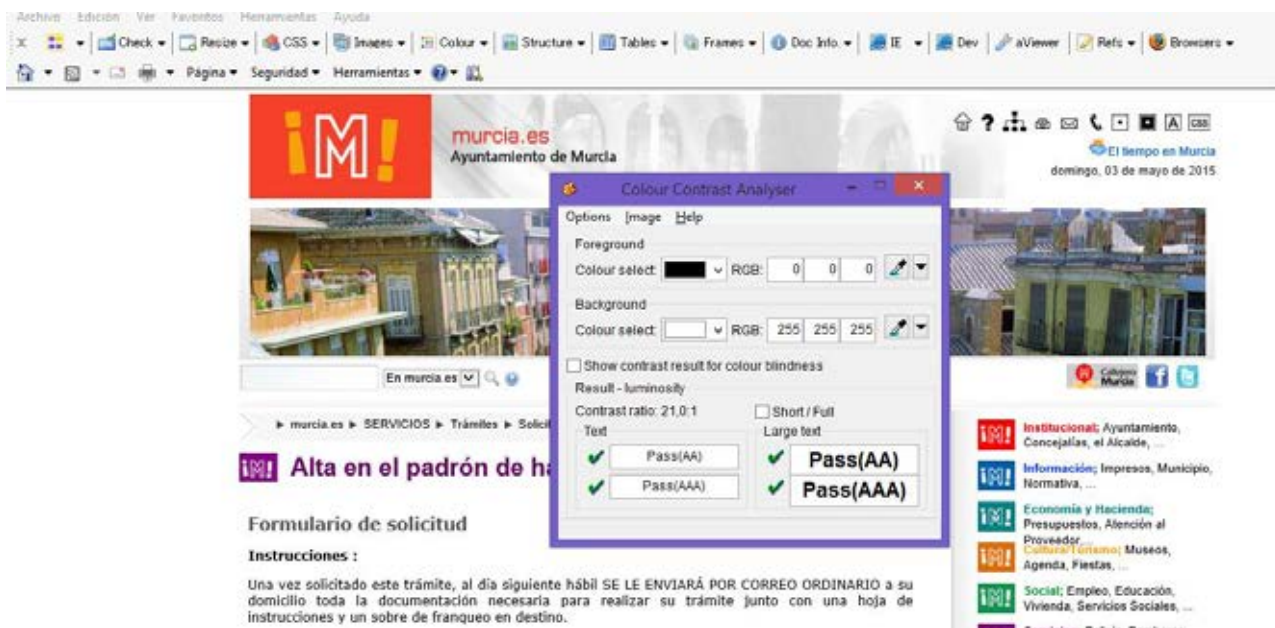 Archivo Edición Ver Favoritos Herramientas Ayuda
x Check Resize CSS Images Colour Structure Tables Frames Doc Info. IE Dev aViewer Refs Browsers
Página Seguridad Herramientas
¡M!
murcia.es
Ayuntamiento de Murcia
CSS
El tiempo en Murcia
domingo, 03 de mayo de 2015
Colour Contrast Analyser
Options Image Help
Foreground
Colour select: RGB: 0 0 0
Background
Colour select: RGB: 255 255 255
Show contrast result for colour blindness
Result - luminosity
Contrast ratio: 21,0:1 Short / Full
Text Large text
Pass(AA) Pass(AA)
Pass(AAA) Pass(AAA)
En murcia.es
Callejero Murcia
murcia.es SERVICIOS Trámites Solici
¡M! Alta en el padrón de ha
Formulario de solicitud
Instrucciones :
Una vez solicitado este trámite, al día siguiente hábil SE LE ENVIARÁ POR CORREO ORDINARIO a su
domicilio toda la documentación necesaria para realizar su trámite junto con una hoja de
instrucciones y un sobre de franqueo en destino.
¡M! Institucional; Ayuntamiento,
Concejalías, el Alcalde, ...
¡M! Información; Impresos, Municipio,
Normativa, ...
¡M! Economía y Hacienda;
Presupuestos, Atención al
Proveedor,...
¡M! Cultura/Turismo; Museos,
Agenda, Fiestas, ...
¡M! Social; Empleo, Educación,
Vivienda, Servicios Sociales, ...